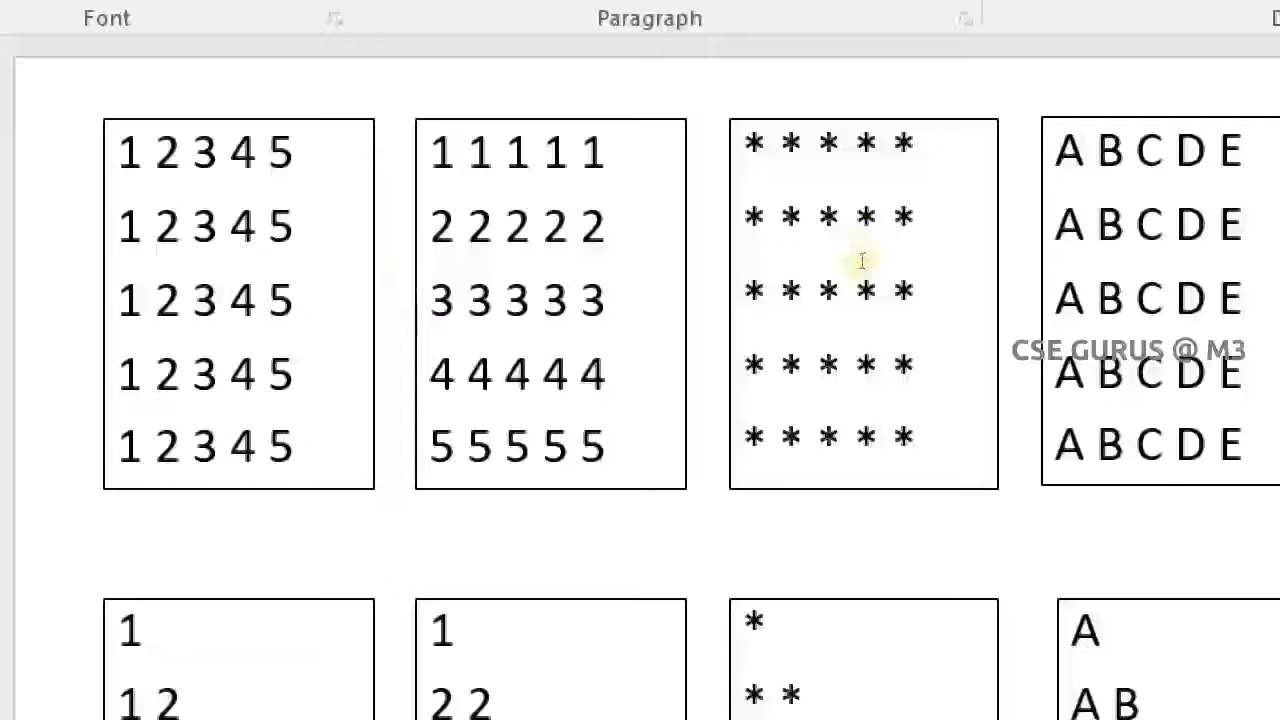 Font Paragraph D
1 2 3 4 5
1 2 3 4 5
1 2 3 4 5
1 2 3 4 5
1 2 3 4 5
1 1 1 1 1
2 2 2 2 2
3 3 3 3 3
4 4 4 4 4
5 5 5 5 5
* * * * *
* * * * *
* * * * *
* * * * *
* * * * *
A B C D E
A B C D E
A B C D E
CSE GURUS @ M3
A B C D E
A B C D E
1
1 2
1
2 2
*
* *
A
A B